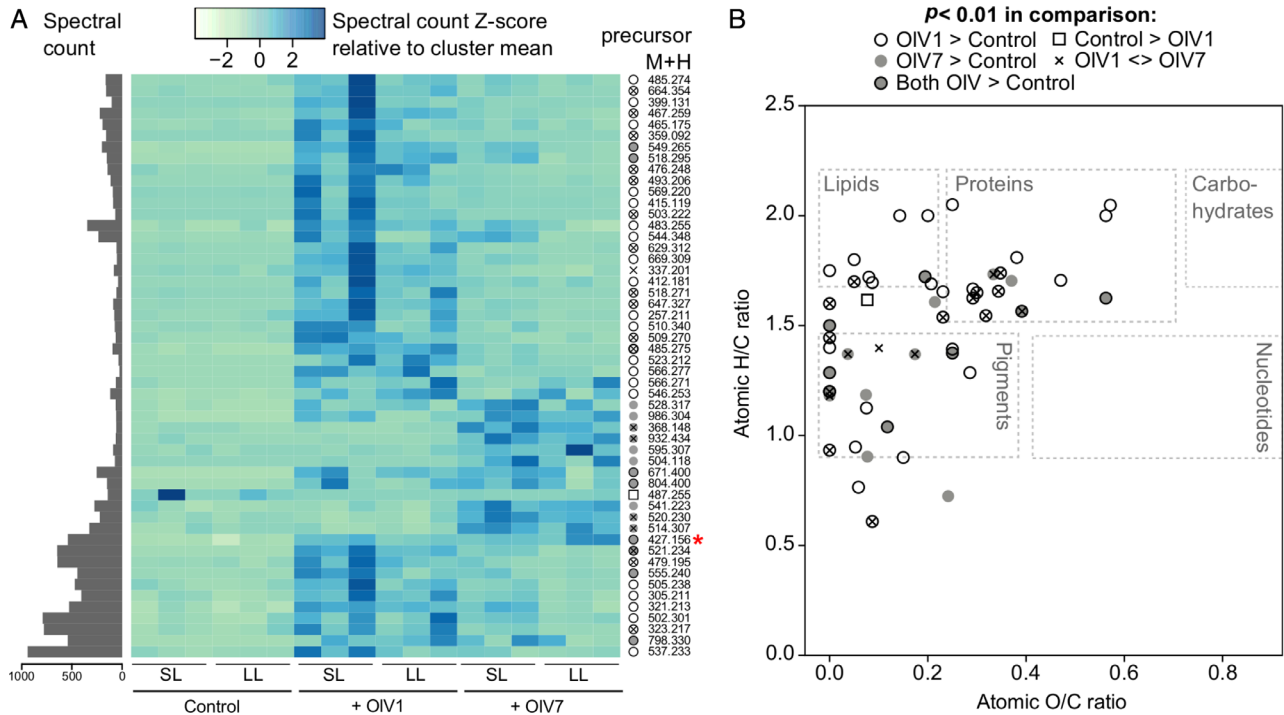 A
Spectral
count
−2 0 2
Spectral count Z-score
relative to cluster mean
precursor
M+H
485.274
664.354
399.131
467.259
465.175
359.092
549.265
518.295
476.248
493.206
569.220
415.119
503.222
483.255
544.348
629.312
669.309
337.201
412.181
518.271
647.327
257.211
510.340
509.270
485.275
523.212
566.277
566.271
546.253
528.317
986.304
368.148
932.434
595.307
504.118
671.400
804.400
487.255
541.223
520.230
514.307
427.156 *
521.234
479.195
555.240
505.238
305.211
321.213
502.301
323.217
798.330
537.233
1000 500 0
SL LL SL LL SL LL
Control + OlV1 + OlV7
B
p< 0.01 in comparison:
OlV1 > Control Control > OlV1
OlV7 > Control OlV1 <> OlV7
Both OlV > Control
Atomic H/C ratio
2.5
2.0
1.5
1.0
0.5
0.0
Lipids
Proteins
Carbo-
hydrates
Pigments
Nucleotides
0.0 0.2 0.4 0.6 0.8
Atomic O/C ratio